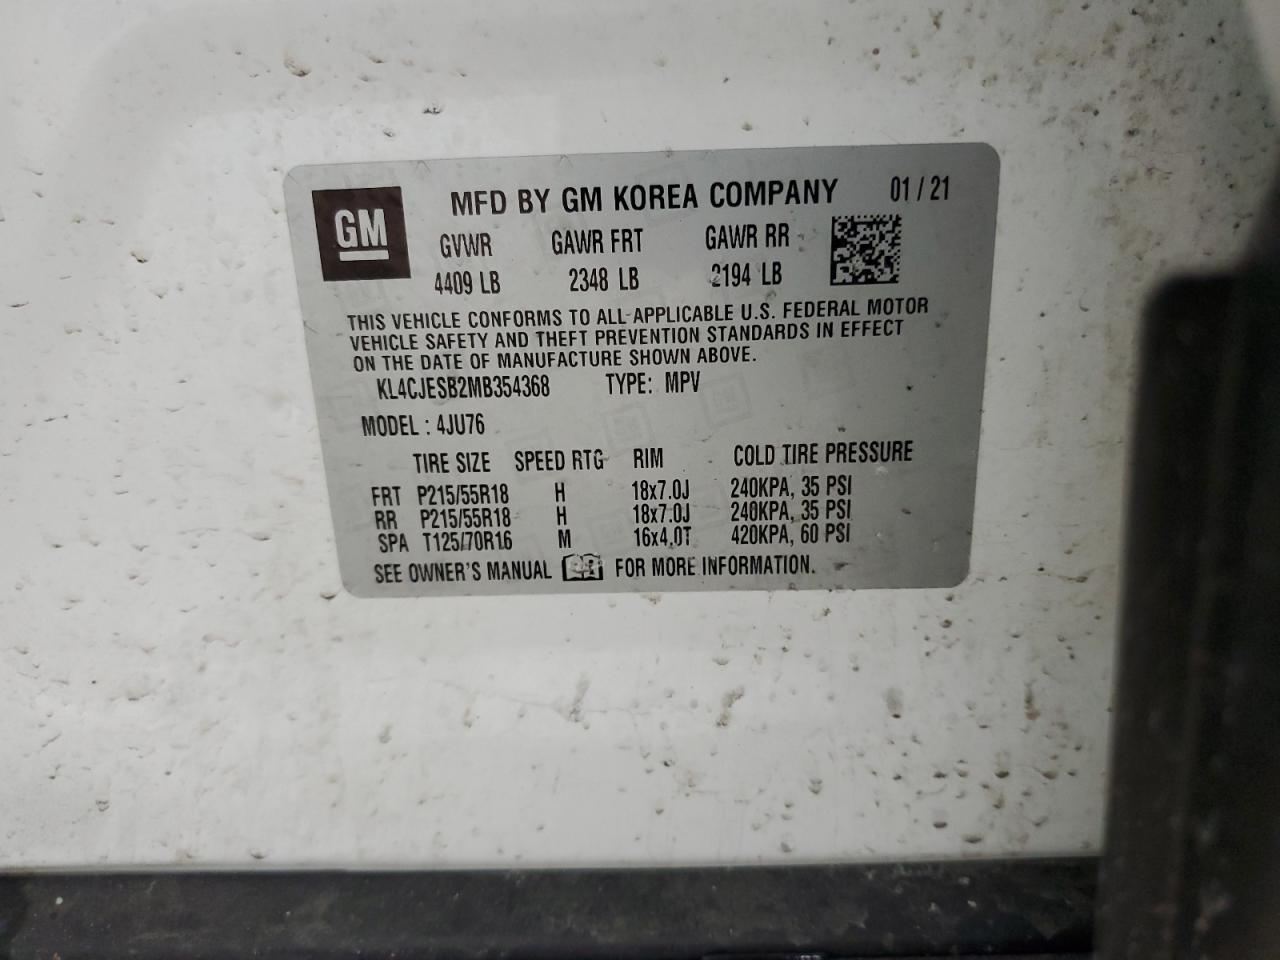 GM
MFD BY GM KOREA COMPANY 01 / 21
GVWR GAWR FRT GAWR RR
4409 LB 2348 LB 2194 LB
THIS VEHICLE CONFORMS TO ALL APPLICABLE U.S. FEDERAL MOTOR
VEHICLE SAFETY AND THEFT PREVENTION STANDARDS IN EFFECT
ON THE DATE OF MANUFACTURE SHOWN ABOVE.
KL4CJESB2MB354368 TYPE: MPV
MODEL : 4JU76
TIRE SIZE SPEED RTG RIM COLD TIRE PRESSURE
FRT P215/55R18 H 18x7.0J 240KPA, 35 PSI
RR P215/55R18 H 18x7.0J 240KPA, 35 PSI
SPA T125/70R16 M 16x4.0T 420KPA, 60 PSI
SEE OWNER'S MANUAL FOR MORE INFORMATION.